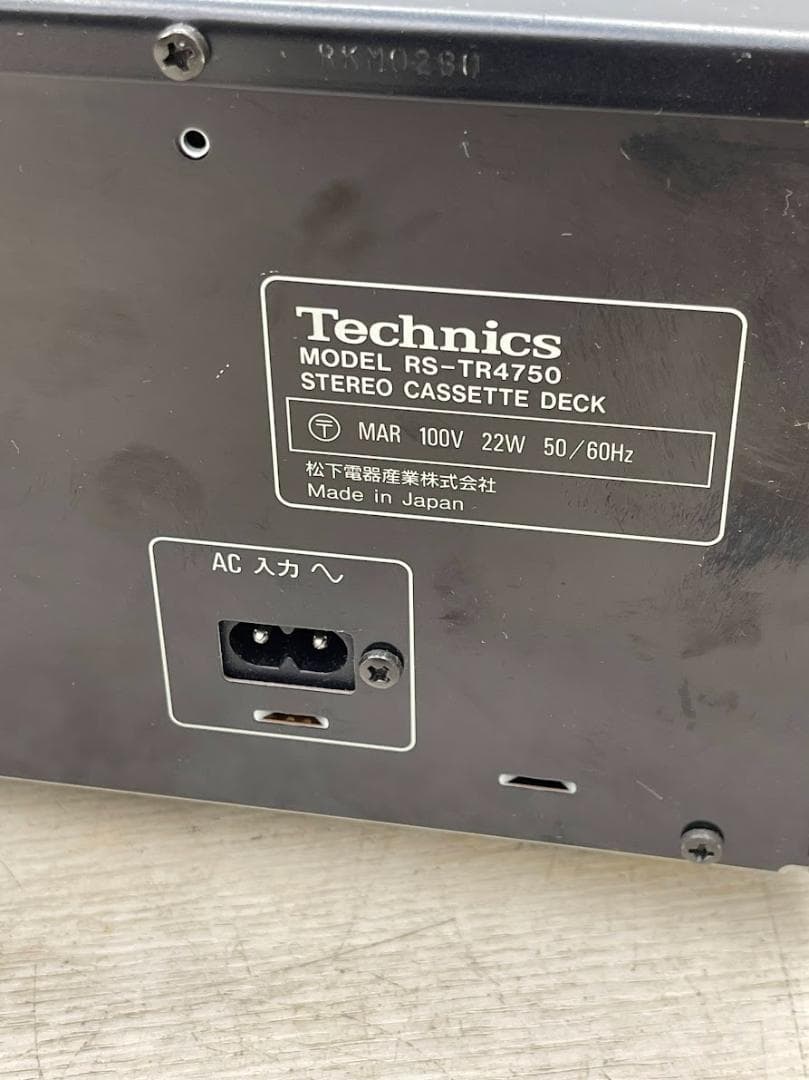 RKM0280
Technics
MODEL RS-TR4750
STEREO CASSETTE DECK
〒 MAR 100V 22W 50/60Hz
松下電器産業株式会社
Made in Japan
AC 入力 ～